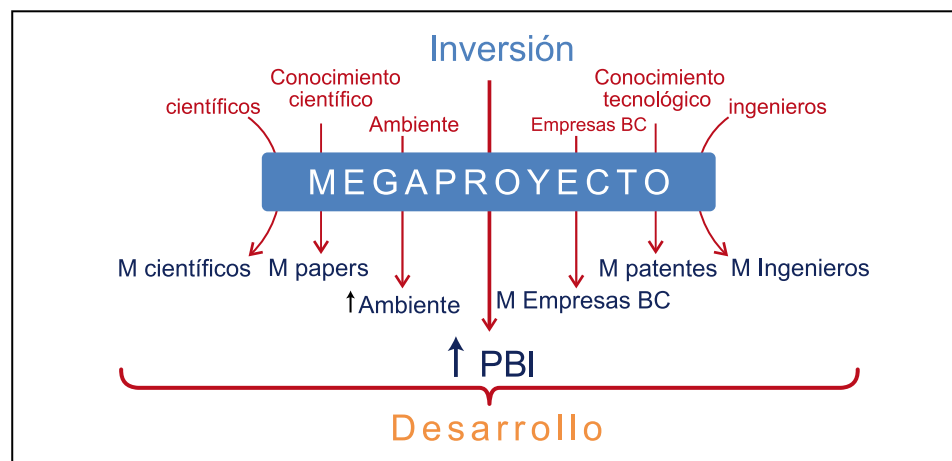 Inversión
Conocimiento
científico
Conocimiento
tecnológico
científicos
Ambiente
Empresas BC
ingenieros
MEGAPROYECTO
M científicos
M papers
M patentes
M Ingenieros
↑Ambiente
M Empresas BC
↑ PBI
Desarrollo